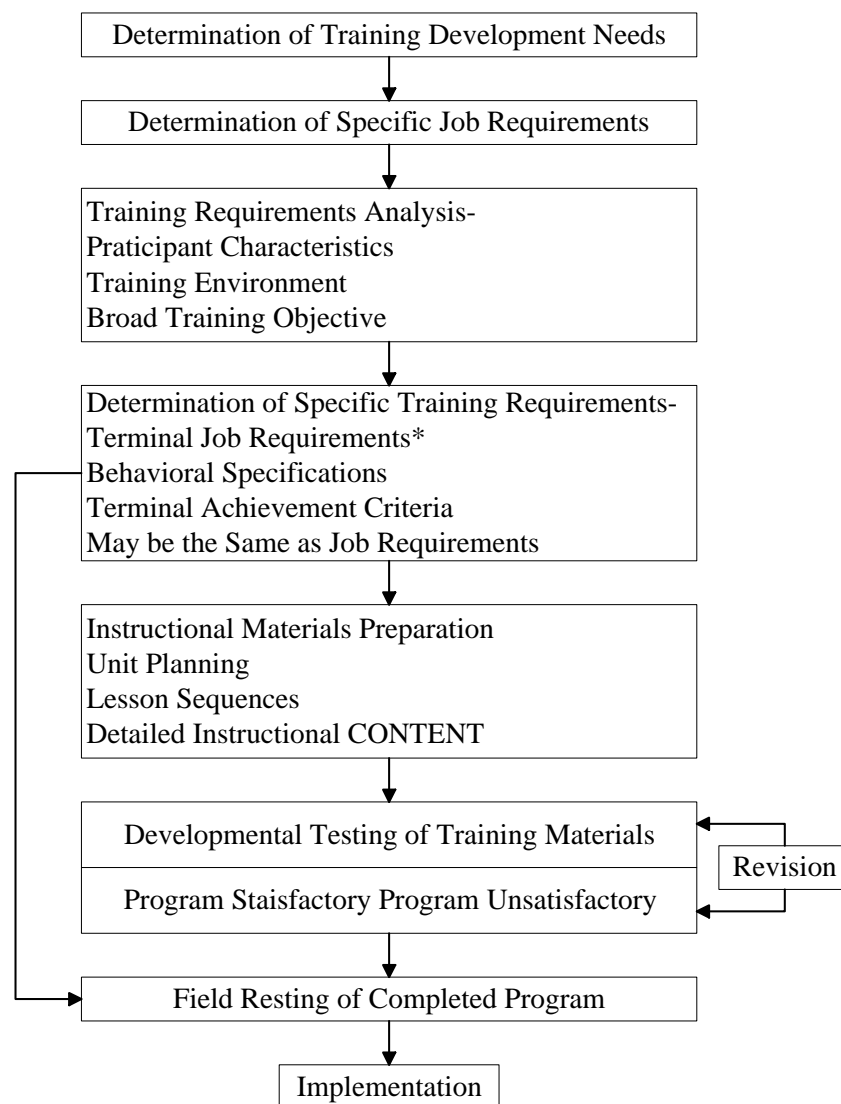 Determination of Training Development Needs
Determination of Specific Job Requirements
Training Requirements Analysis-
Praticipant Characteristics
Training Environment
Broad Training Objective
Determination of Specific Training Requirements-
Terminal Job Requirements*
Behavioral Specifications
Terminal Achievement Criteria
May be the Same as Job Requirements
Instructional Materials Preparation
Unit Planning
Lesson Sequences
Detailed Instructional CONTENT
Developmental Testing of Training Materials
Revision
Program Staisfactory Program Unsatisfactory
Field Resting of Completed Program
Implementation